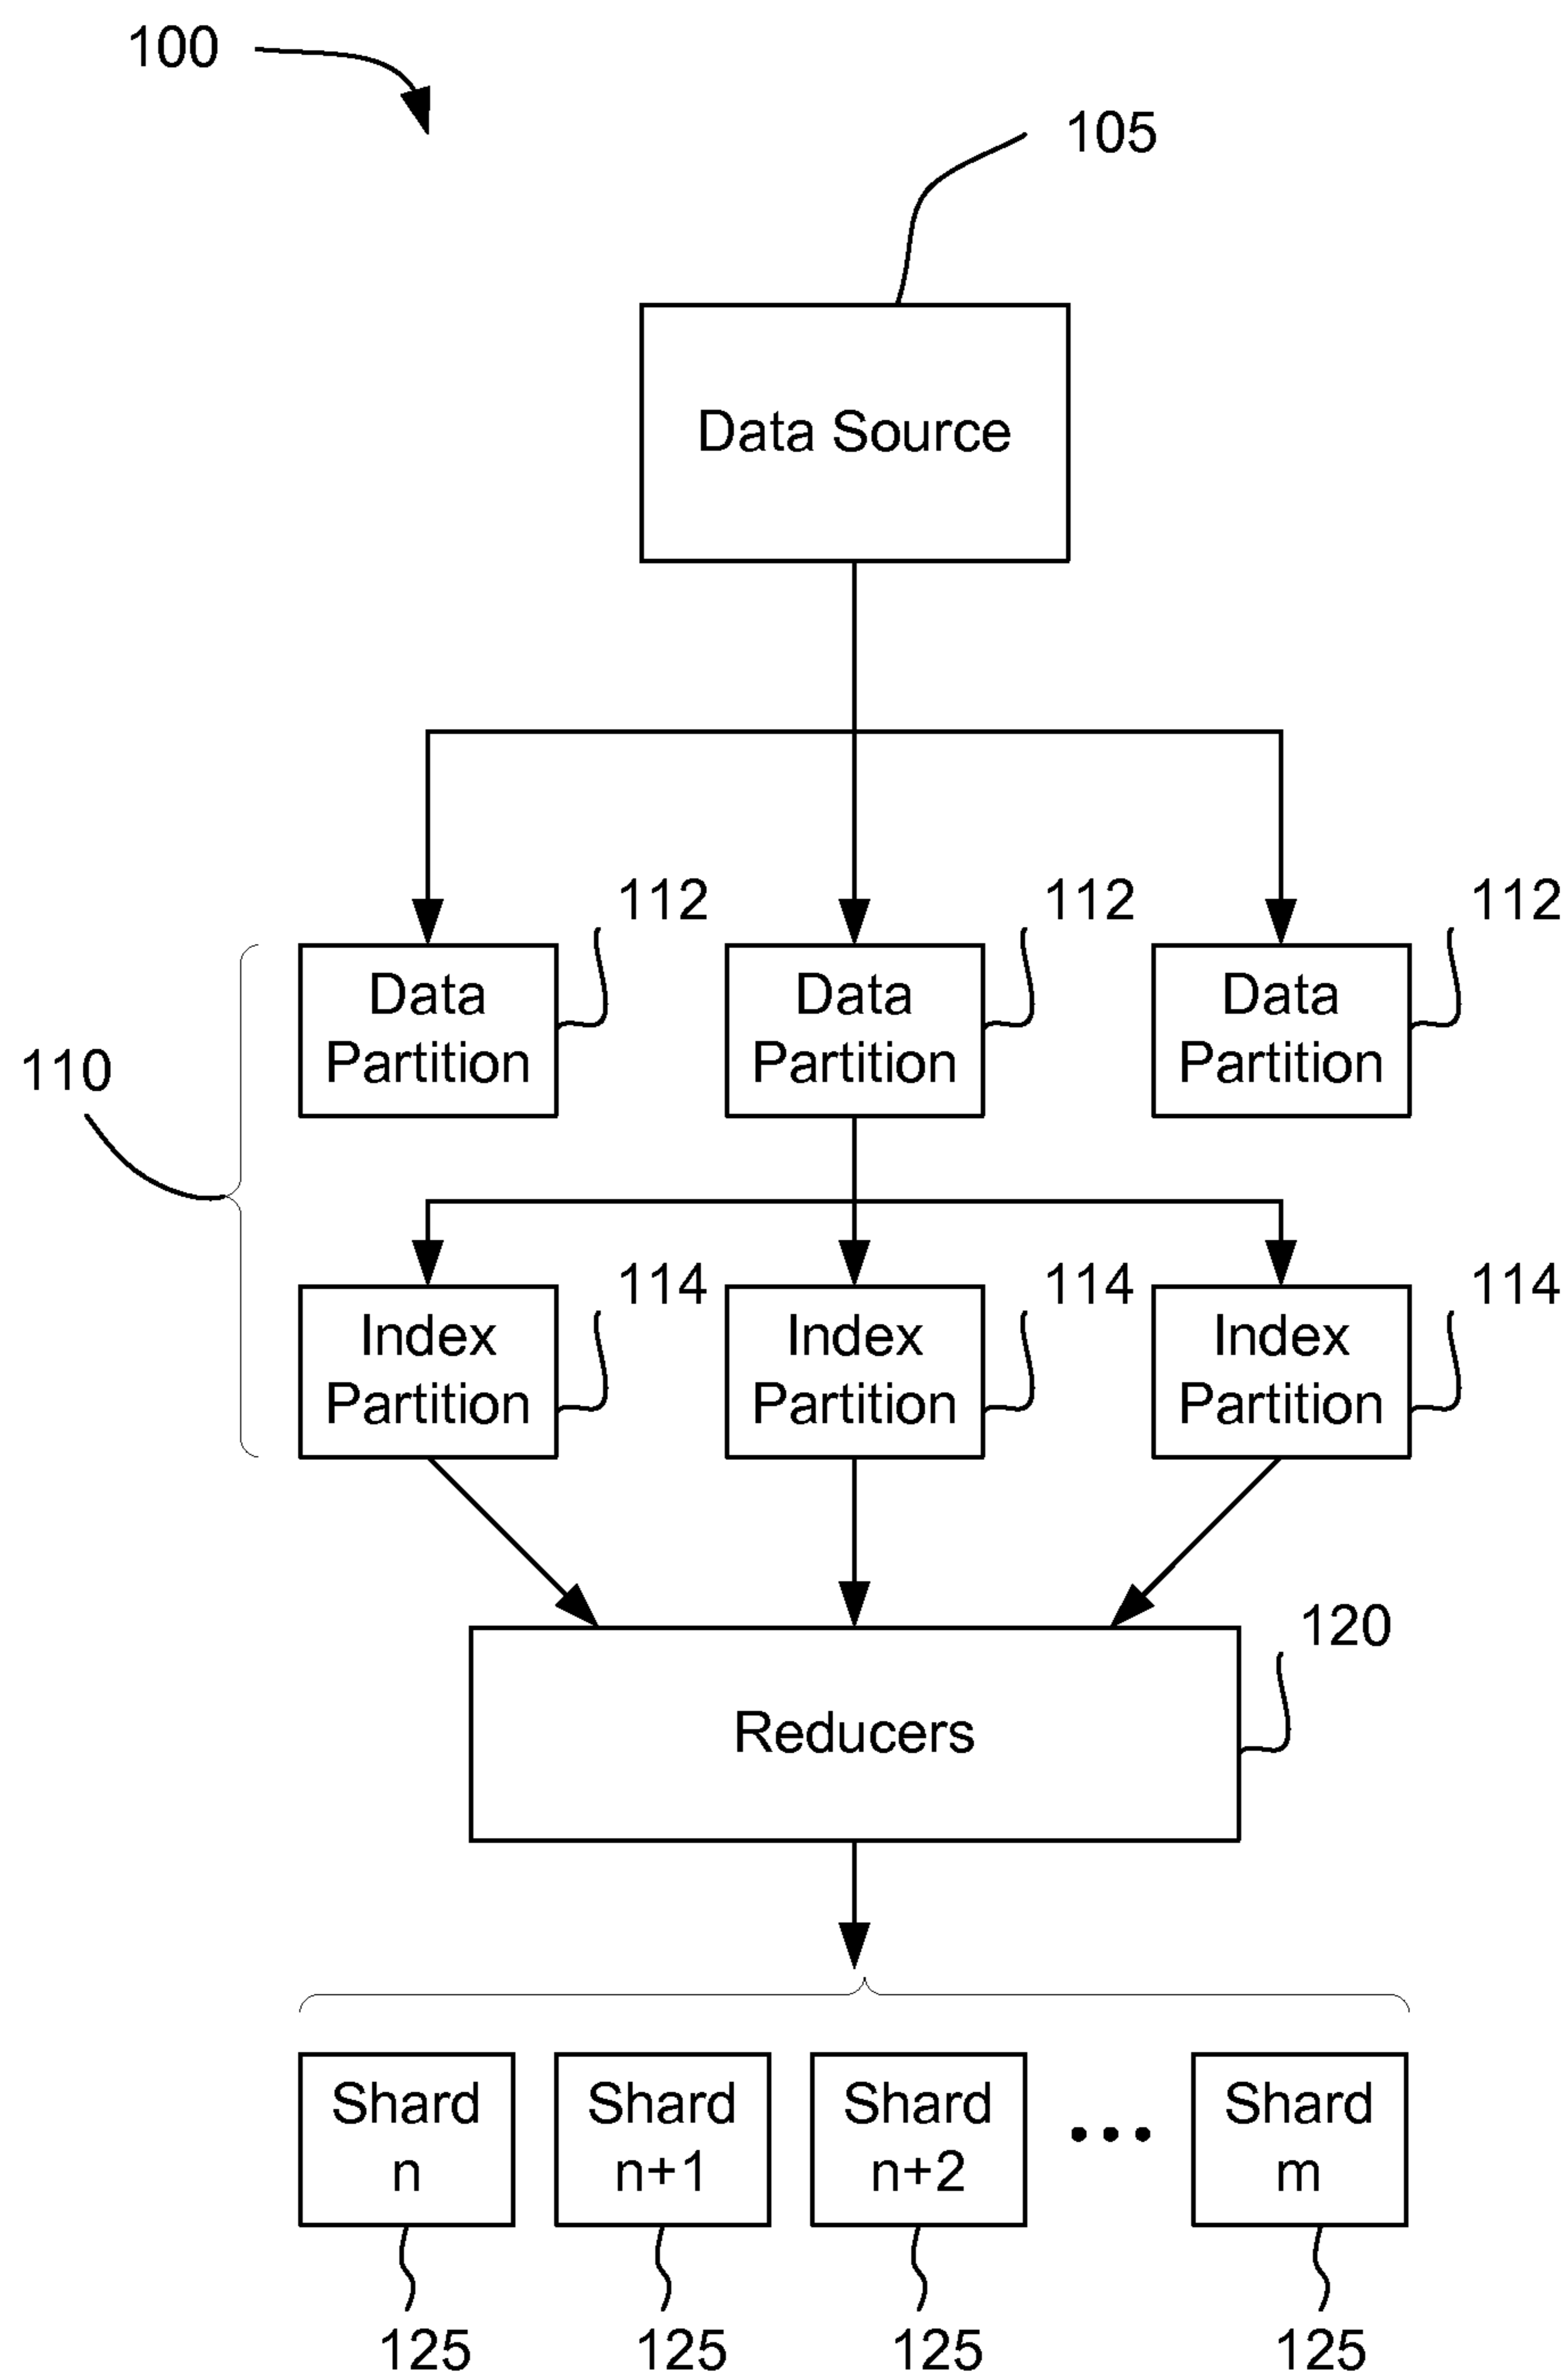 100
105
Data Source
112 112 112
Data Data Data
Partition Partition Partition
110
114 114 114
Index Index Index
Partition Partition Partition
120
Reducers
Shard Shard Shard Shard
n n+1 n+2 ••• m
125 125 125 125